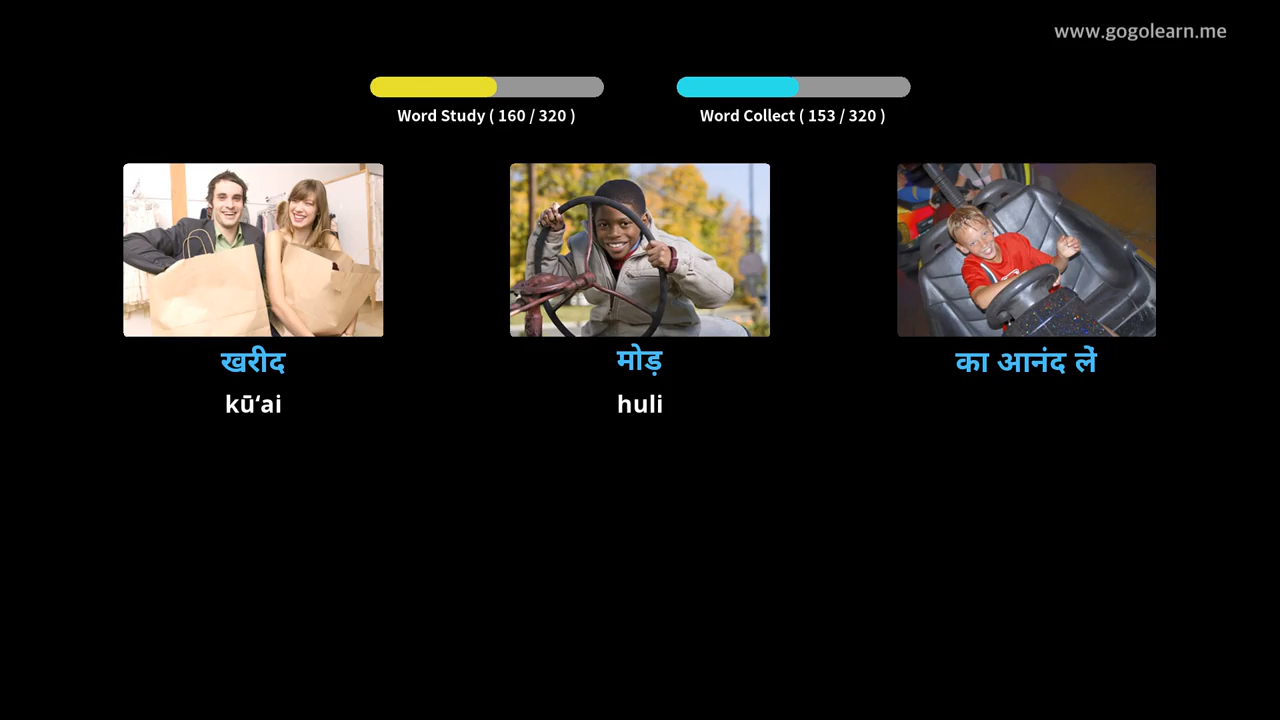 www.gogolearn.me
Word Study ( 160 / 320 )
Word Collect ( 153 / 320 )
खरीद
मोड़
का आनंद लें
kūʻai
huli